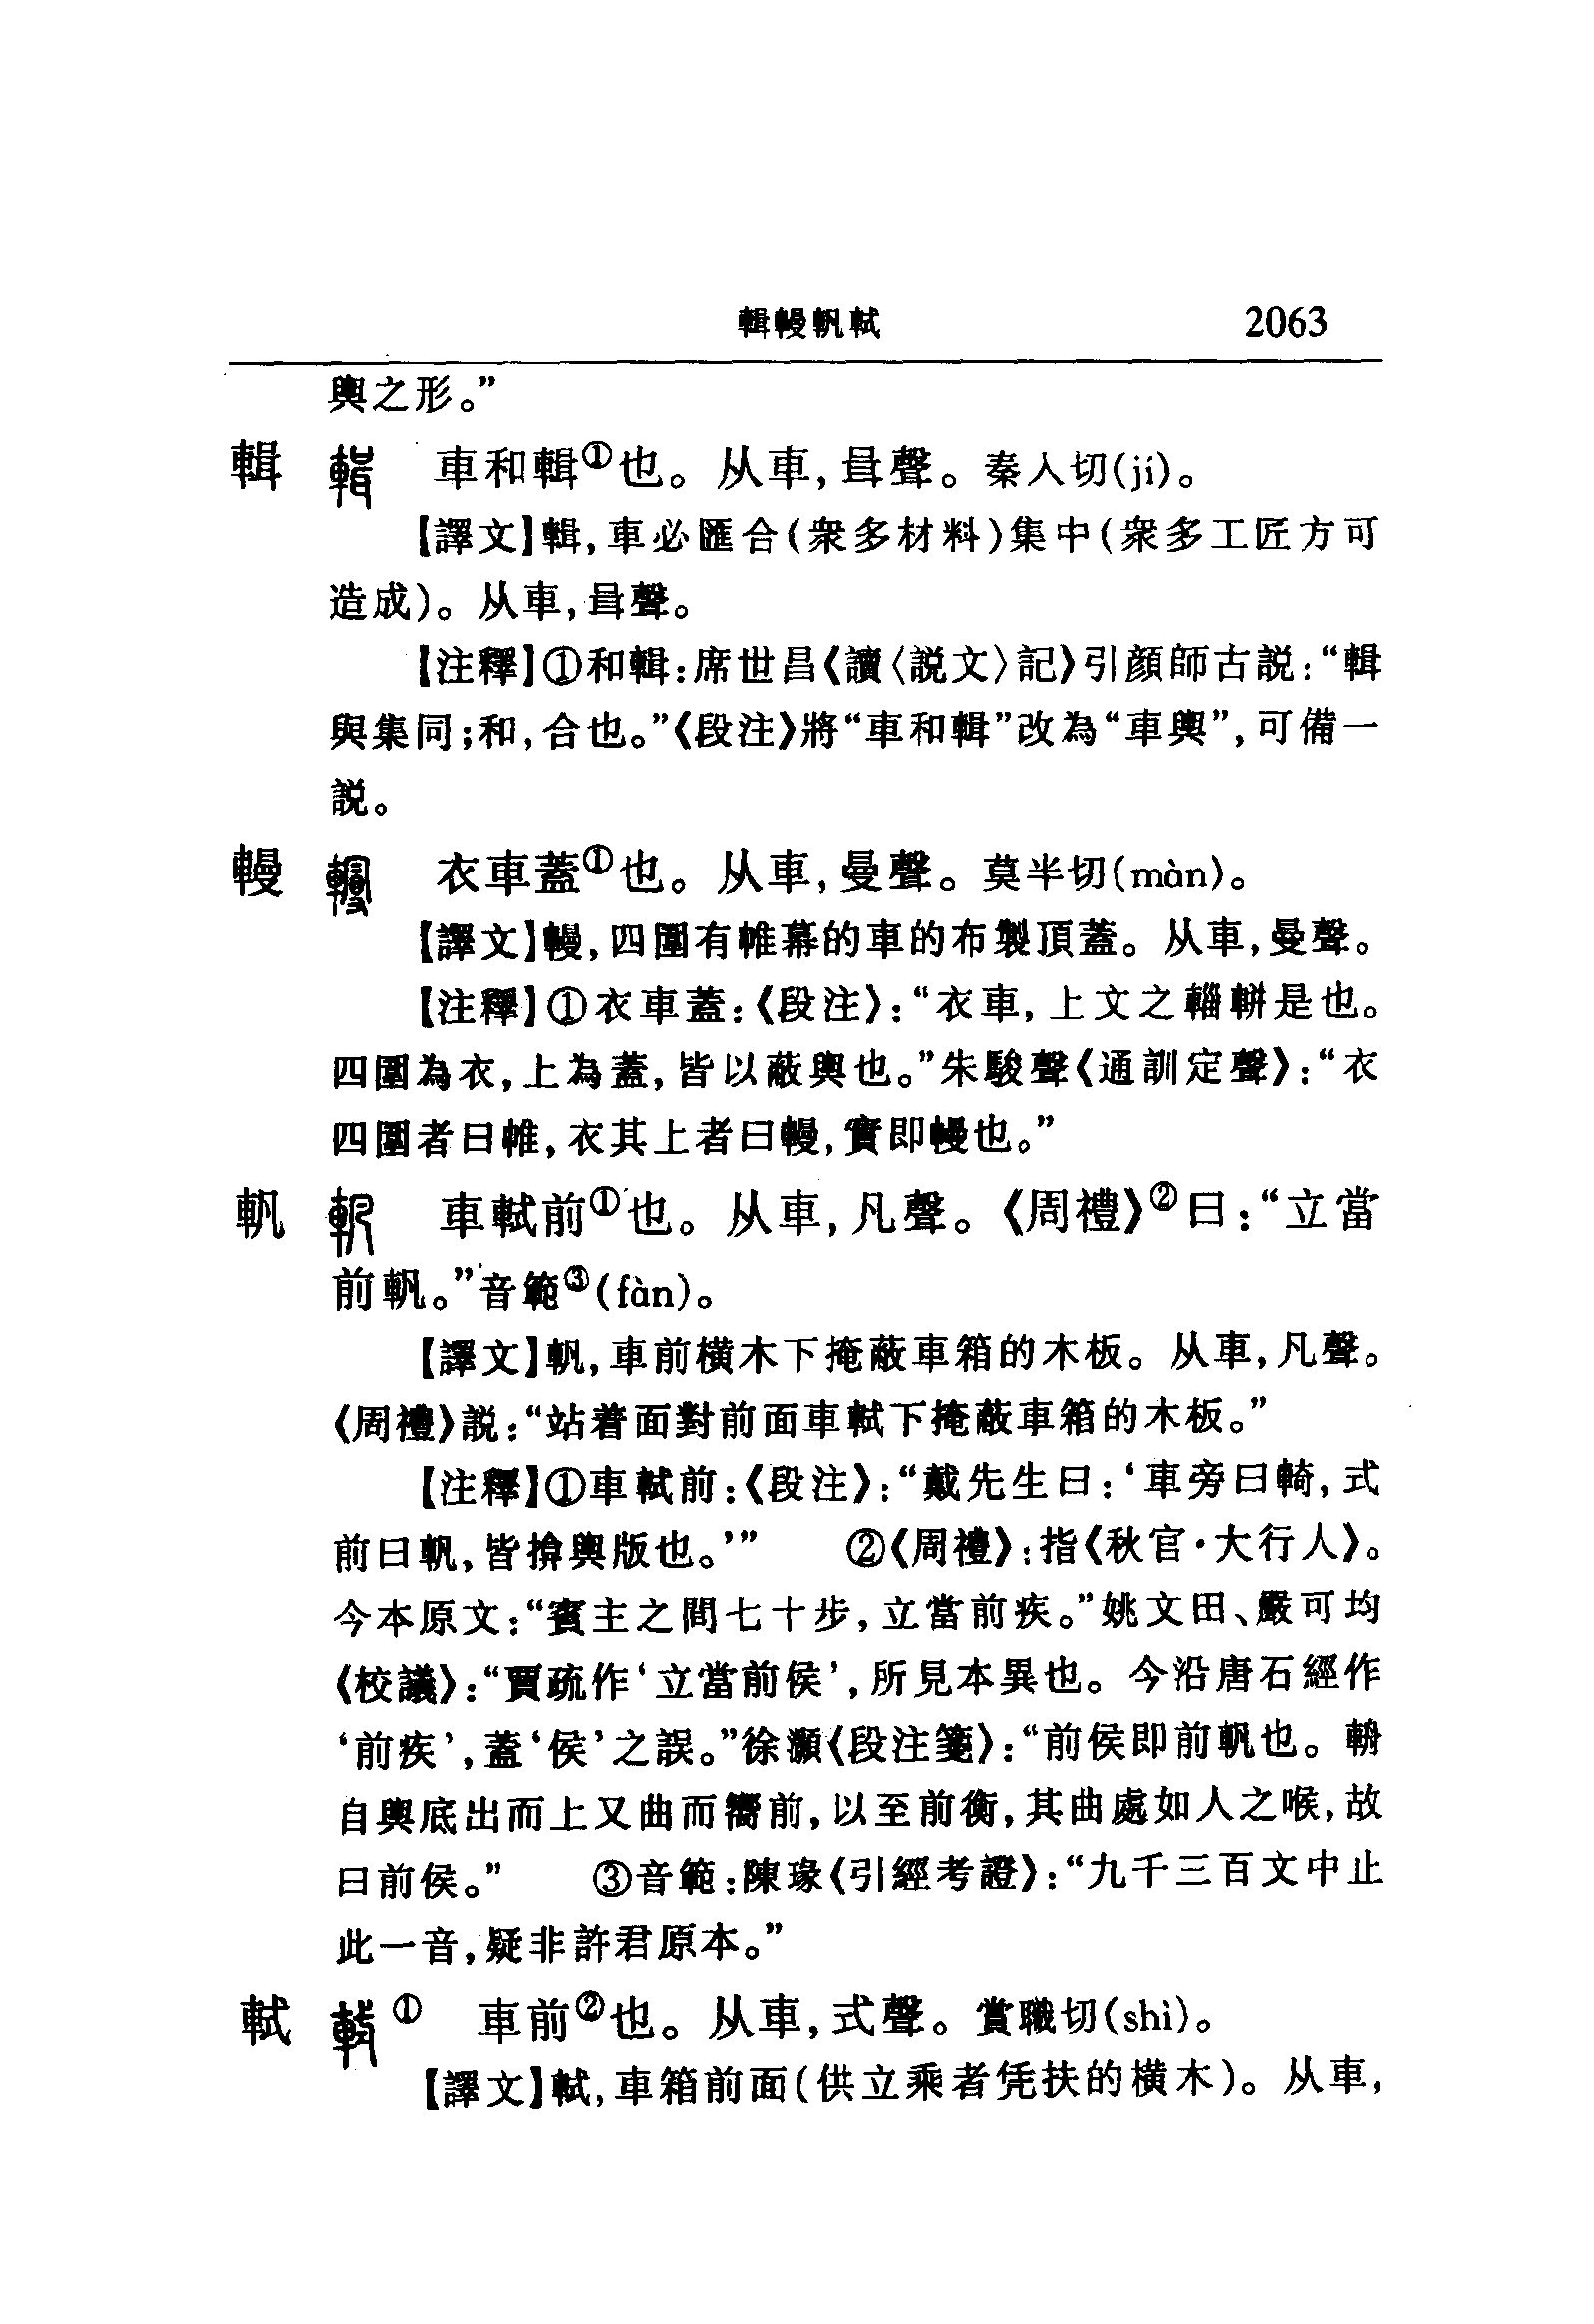 輯轓軓軾 2063
輿之形。”
輯 車和輯①也。从車,咠聲。秦入切(jí)。
【譯文】輯,車必匯合(衆多材料)集中(衆多工匠方可
造成)。从車,咠聲。
【注釋】①和輯:席世昌《讀〈説文〉記》引顔師古説:“輯
與集同;和,合也。”《段注》將“車和輯”改為“車輿”,可備一
説。
䡬 衣車蓋①也。从車,曼聲。莫半切(màn)。
【譯文】䡬,四圍有帷幕的車的布製頂蓋。从車,曼聲。
【注釋】①衣車蓋:《段注》:“衣車,上文之輜軿是也。
四圍為衣,上為蓋,皆以蔽輿也。”朱駿聲《通訓定聲》:“衣
四圍者曰帷,衣其上者曰䡬,實即幔也。”
軓 車軾前①也。从車,凡聲。《周禮》②曰:“立當
前軓。”音範③(fàn)。
【譯文】軓,車前橫木下掩蔽車箱的木板。从車,凡聲。
《周禮》説:“站着面對前面車軾下掩蔽車箱的木板。”
【注釋】①車軾前:《段注》:“戴先生曰:‘車旁曰輢,式
前曰軓,皆揜輿版也。’” ②《周禮》:指《秋官·大行人》。
今本原文:“賓主之間七十步,立當前疾。”姚文田、嚴可均
《校議》:“賈疏作‘立當前侯’,所見本異也。今沿唐石經作
‘前疾’,蓋‘侯’之誤。”徐灝《段注箋》:“前侯即前軓也。輈
自輿底出而上又曲而嚮前,以至前衡,其曲處如人之喉,故
曰前侯。” ③音範:陳瑑《引經考證》:“九千三百文中止
此一音,疑非許君原本。”
軾 ① 車前②也。从車,式聲。賞職切(shì)。
【譯文】軾,車箱前面(供立乘者凭扶的橫木)。从車,